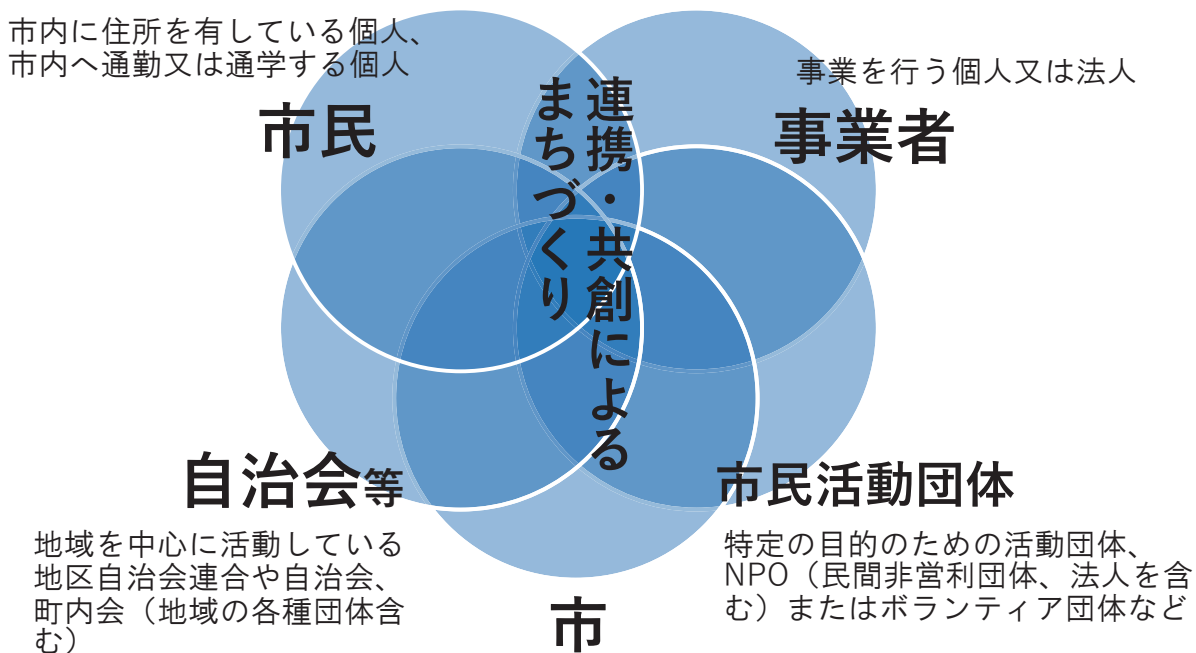 市内に住所を有している個人、
市内へ通勤又は通学する個人
市民
事業を行う個人又は法人
事業者
連携・共創による
まちづくり
自治会等
地域を中心に活動している
地区自治会連合や自治会、
町内会（地域の各種団体含
む）
市民活動団体
特定の目的のための活動団体、
NPO（民間非営利団体、法人を含
む）またはボランティア団体など
市